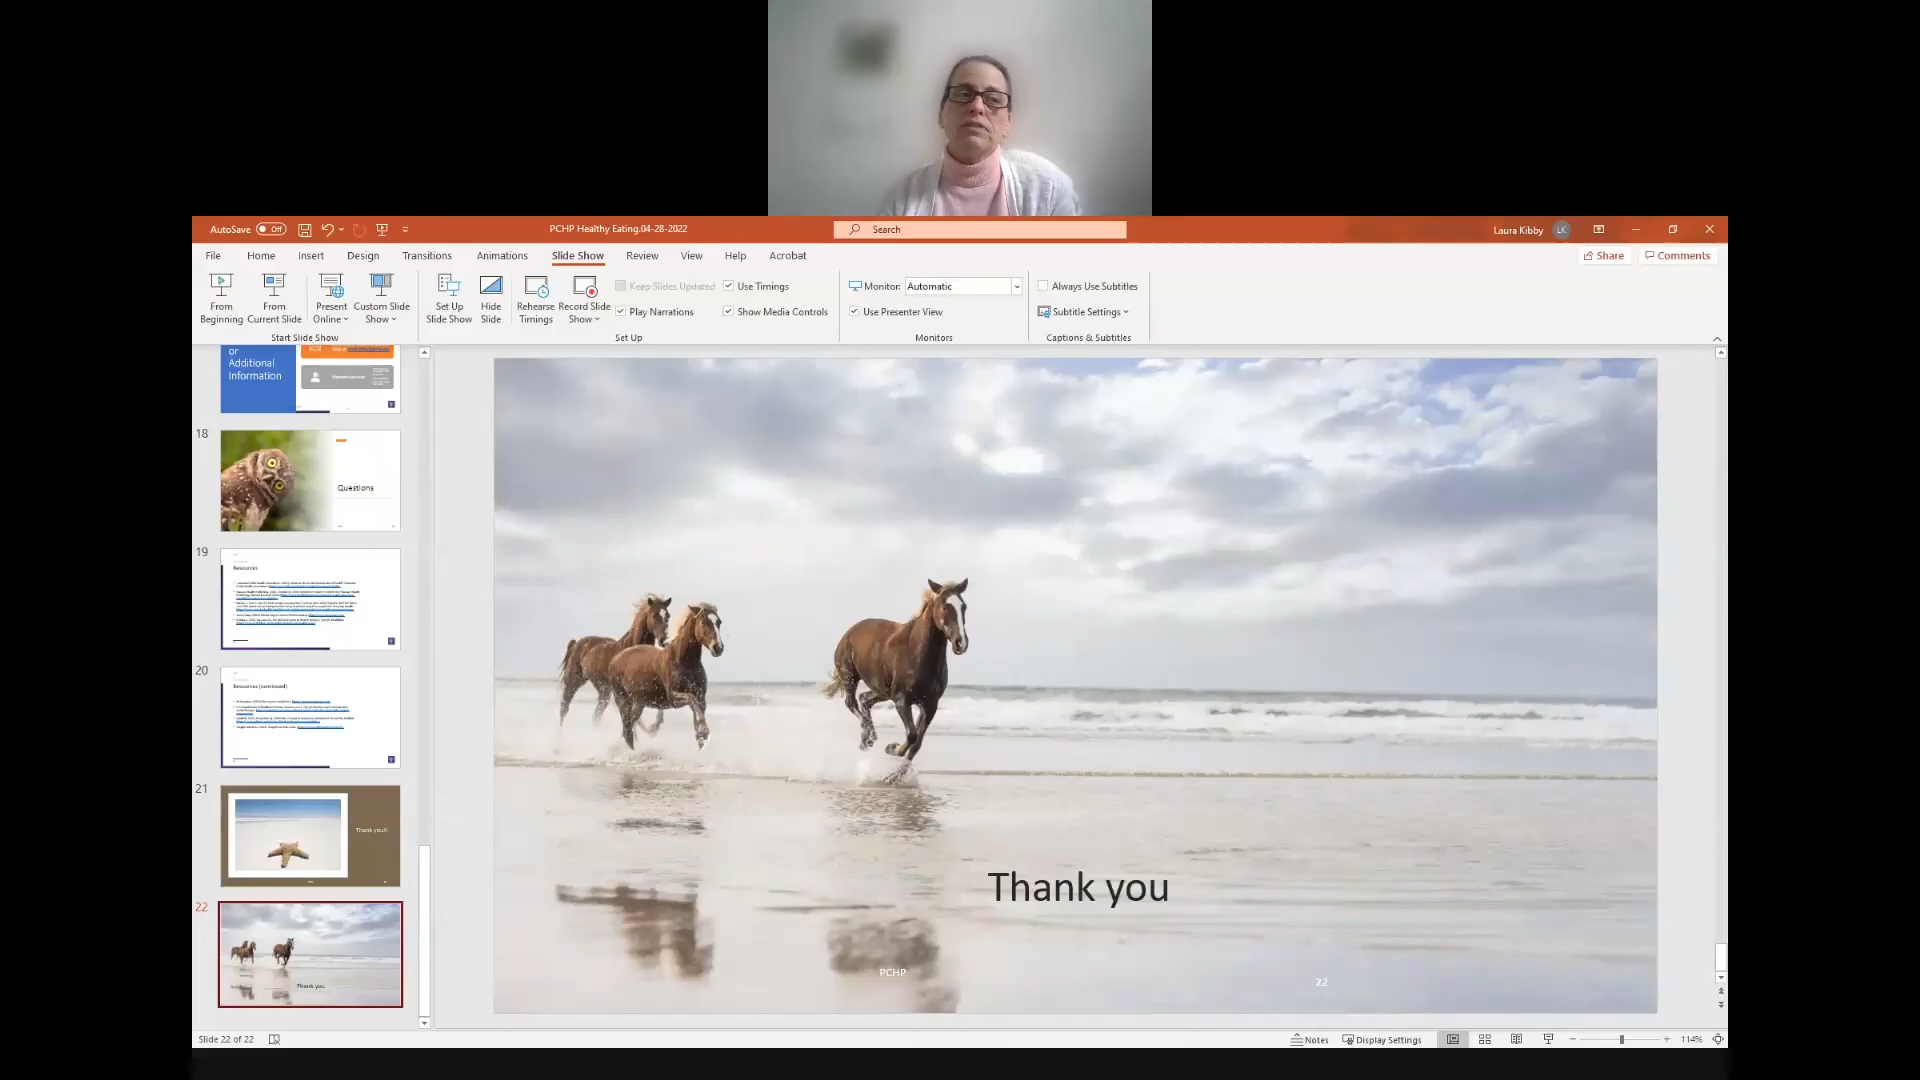 AutoSave Off
PCHP Healthy Eating.04-28-2022
Search
Laura Kibby LK
File Home Insert Design Transitions Animations Slide Show Review View Help Acrobat
Share Comments
From Beginning
From Current Slide
Present Online
Custom Slide Show
Set Up Slide Show
Hide Slide
Rehearse Timings
Record Slide Show
Keep Slides Updated
Play Narrations
Use Timings
Show Media Controls
Monitor: Automatic
Use Presenter View
Always Use Subtitles
Subtitle Settings
Start Slide Show
Set Up
Monitors
Captions & Subtitles
or
Additional
Information
18
Questions
19
Resources
20
Resources (continued)
21
Thank you!!
22
Thank you
Thank you
PCHP
22
Slide 22 of 22
Notes
Display Settings
114%